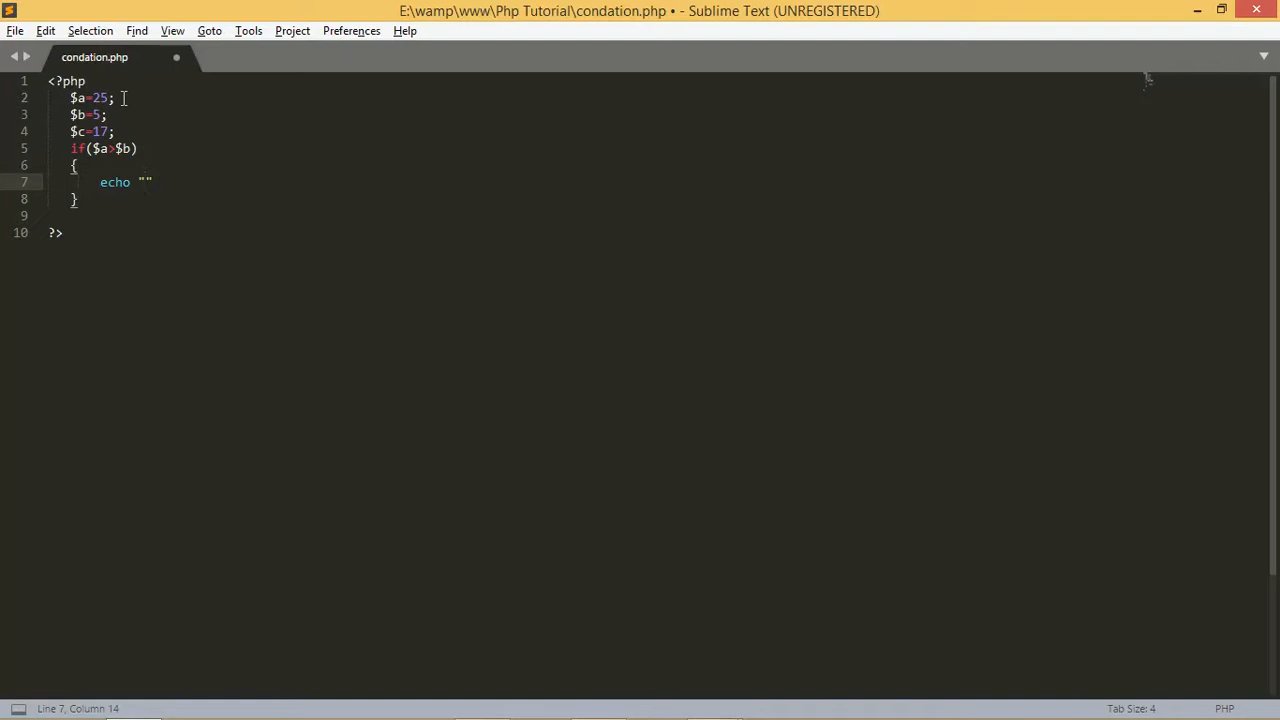 E:\wamp\www\Php Tutorial\condation.php • - Sublime Text (UNREGISTERED)
File Edit Selection Find View Goto Tools Project Preferences Help
condation.php
1 <?php
2 $a=25;
3 $b=5;
4 $c=17;
5 if($a>$b)
6 {
7 echo ""
8 }
9
10 ?>
Line 7, Column 14 Tab Size: 4 PHP